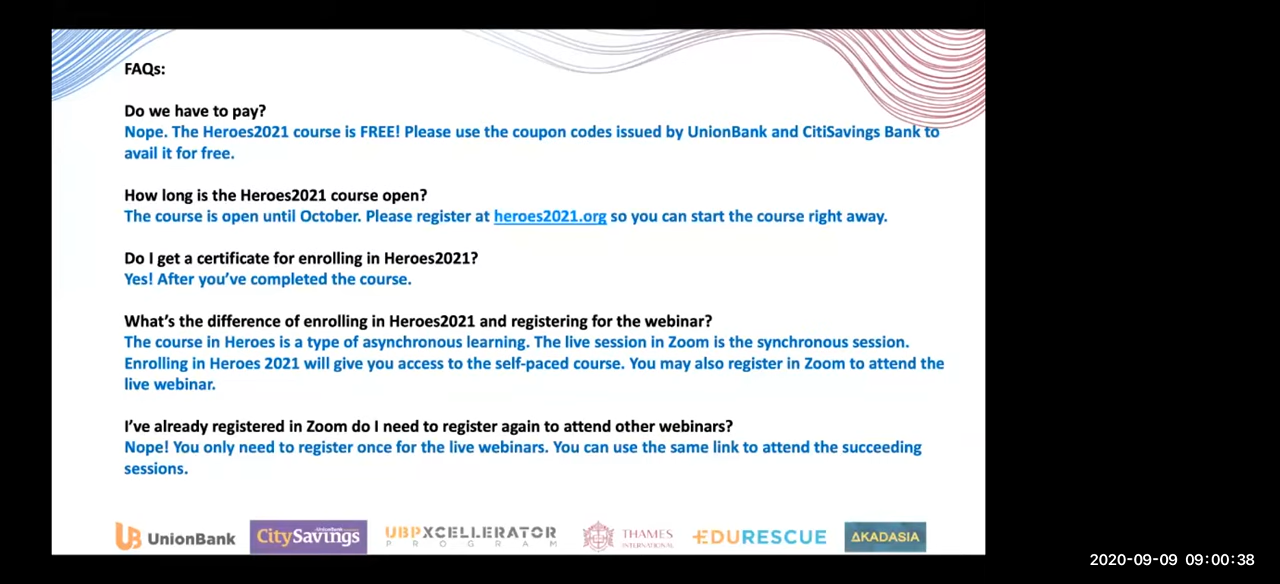 FAQs:
Do we have to pay?
Nope. The Heroes2021 course is FREE! Please use the coupon codes issued by UnionBank and CitiSavings Bank to
avail it for free.
How long is the Heroes2021 course open?
The course is open until October. Please register at heroes2021.org so you can start the course right away.
Do I get a certificate for enrolling in Heroes2021?
Yes! After you've completed the course.
What's the difference of enrolling in Heroes2021 and registering for the webinar?
The course in Heroes is a type of asynchronous learning. The live session in Zoom is the synchronous session.
Enrolling in Heroes 2021 will give you access to the self-paced course. You may also register in Zoom to attend the
live webinar.
I've already registered in Zoom do I need to register again to attend other webinars?
Nope! You only need to register once for the live webinars. You can use the same link to attend the succeeding
sessions.
UnionBank
UnionBank
CitySavings
UBPXCELLERATOR
PROGRAM
THAMES
INTERNATIONAL
EDURESCUE
ΔKADASIA
2020-09-09 09:00:38